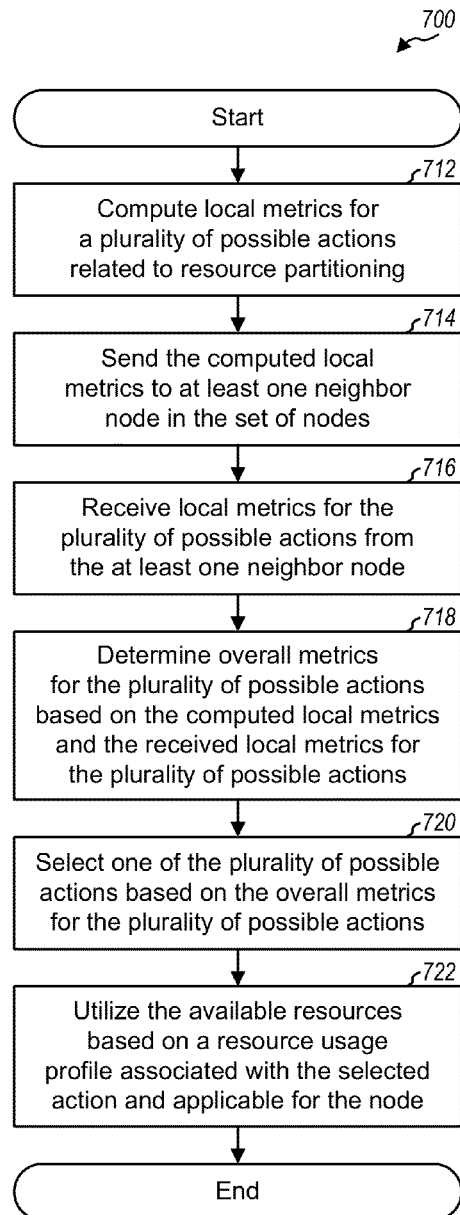 700
Start
712
Compute local metrics for
a plurality of possible actions
related to resource partitioning
714
Send the computed local
metrics to at least one neighbor
node in the set of nodes
716
Receive local metrics for the
plurality of possible actions from
the at least one neighbor node
718
Determine overall metrics
for the plurality of possible actions
based on the computed local metrics
and the received local metrics for
the plurality of possible actions
720
Select one of the plurality of possible
actions based on the overall metrics
for the plurality of possible actions
722
Utilize the available resources
based on a resource usage
profile associated with the selected
action and applicable for the node
End